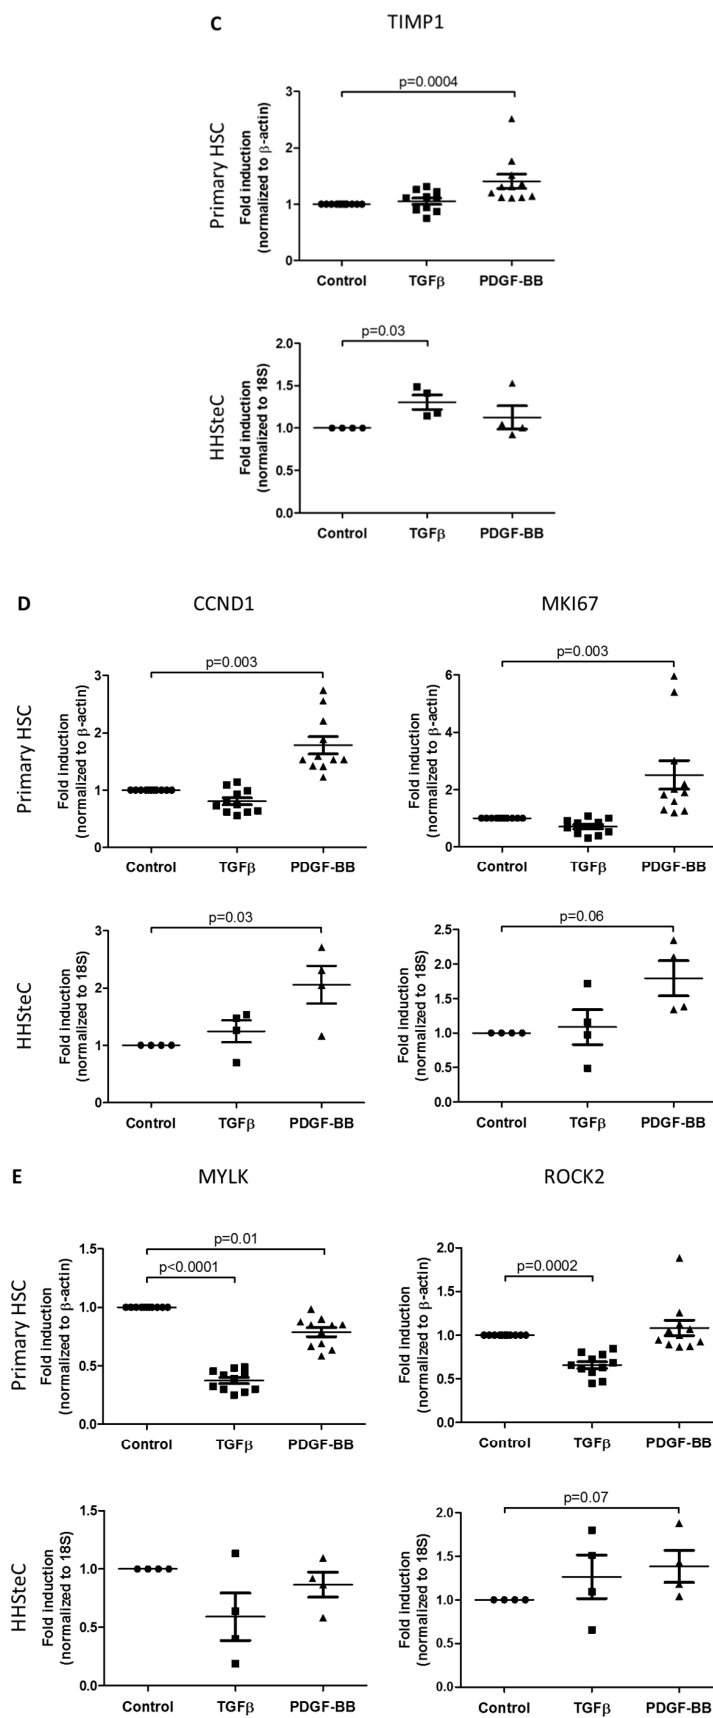 C
TIMP1
Primary HSC
Fold induction
(normalized to β-actin)
3
2
1
0
p=0.0004
Control TGFβ PDGF-BB
HHSteC
Fold induction
(normalized to 18S)
2.0
1.5
1.0
0.5
0.0
p=0.03
Control TGFβ PDGF-BB
D
CCND1
Primary HSC
Fold induction
(normalized to β-actin)
3
2
1
0
p=0.003
Control TGFβ PDGF-BB
MKI67
Fold induction
(normalized to β-actin)
6
4
2
0
p=0.003
Control TGFβ PDGF-BB
HHSteC
Fold induction
(normalized to 18S)
3
2
1
0
p=0.03
Control TGFβ PDGF-BB
Fold induction
(normalized to 18S)
2.5
2.0
1.5
1.0
0.5
0.0
p=0.06
Control TGFβ PDGF-BB
E
MYLK
Primary HSC
Fold induction
(normalized to β-actin)
1.5
1.0
0.5
0.0
p=0.01
p<0.0001
Control TGFβ PDGF-BB
ROCK2
Fold induction
(normalized to β-actin)
2.0
1.5
1.0
0.5
0.0
p=0.0002
Control TGFβ PDGF-BB
HHSteC
Fold induction
(normalized to 18S)
1.5
1.0
0.5
0.0
Control TGFβ PDGF-BB
Fold induction
(normalized to 18S)
2.0
1.5
1.0
0.5
0.0
p=0.07
Control TGFβ PDGF-BB